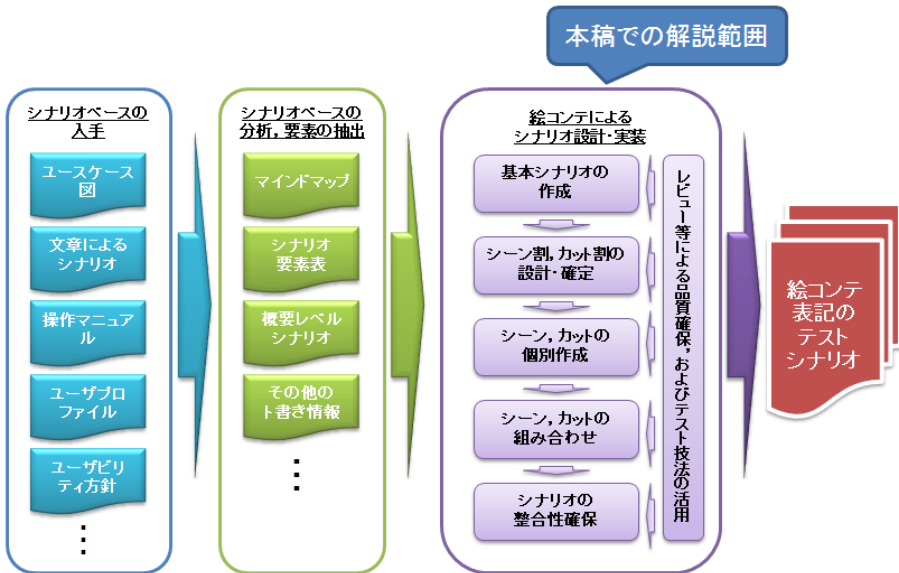 本稿での解説範囲
シナリオベースの
入手
ユースケース
図
文章による
シナリオ
操作マニュア
ル
ユーザプロ
ファイル
ユーザビリ
ティ方針
シナリオベースの
分析，要素の抽出
マインドマップ
シナリオ
要素表
概要レベル
シナリオ
その他の
ト書き情報
絵コンテによる
シナリオ設計・実装
基本シナリオの
作成
シーン割，カット割の
設計・確定
シーン，カットの
個別作成
シーン，カットの
組み合わせ
シナリオの
整合性確保
レビュー等による品質確保，およびテスト技法の活用
絵コンテ
表記の
テスト
シナリオ